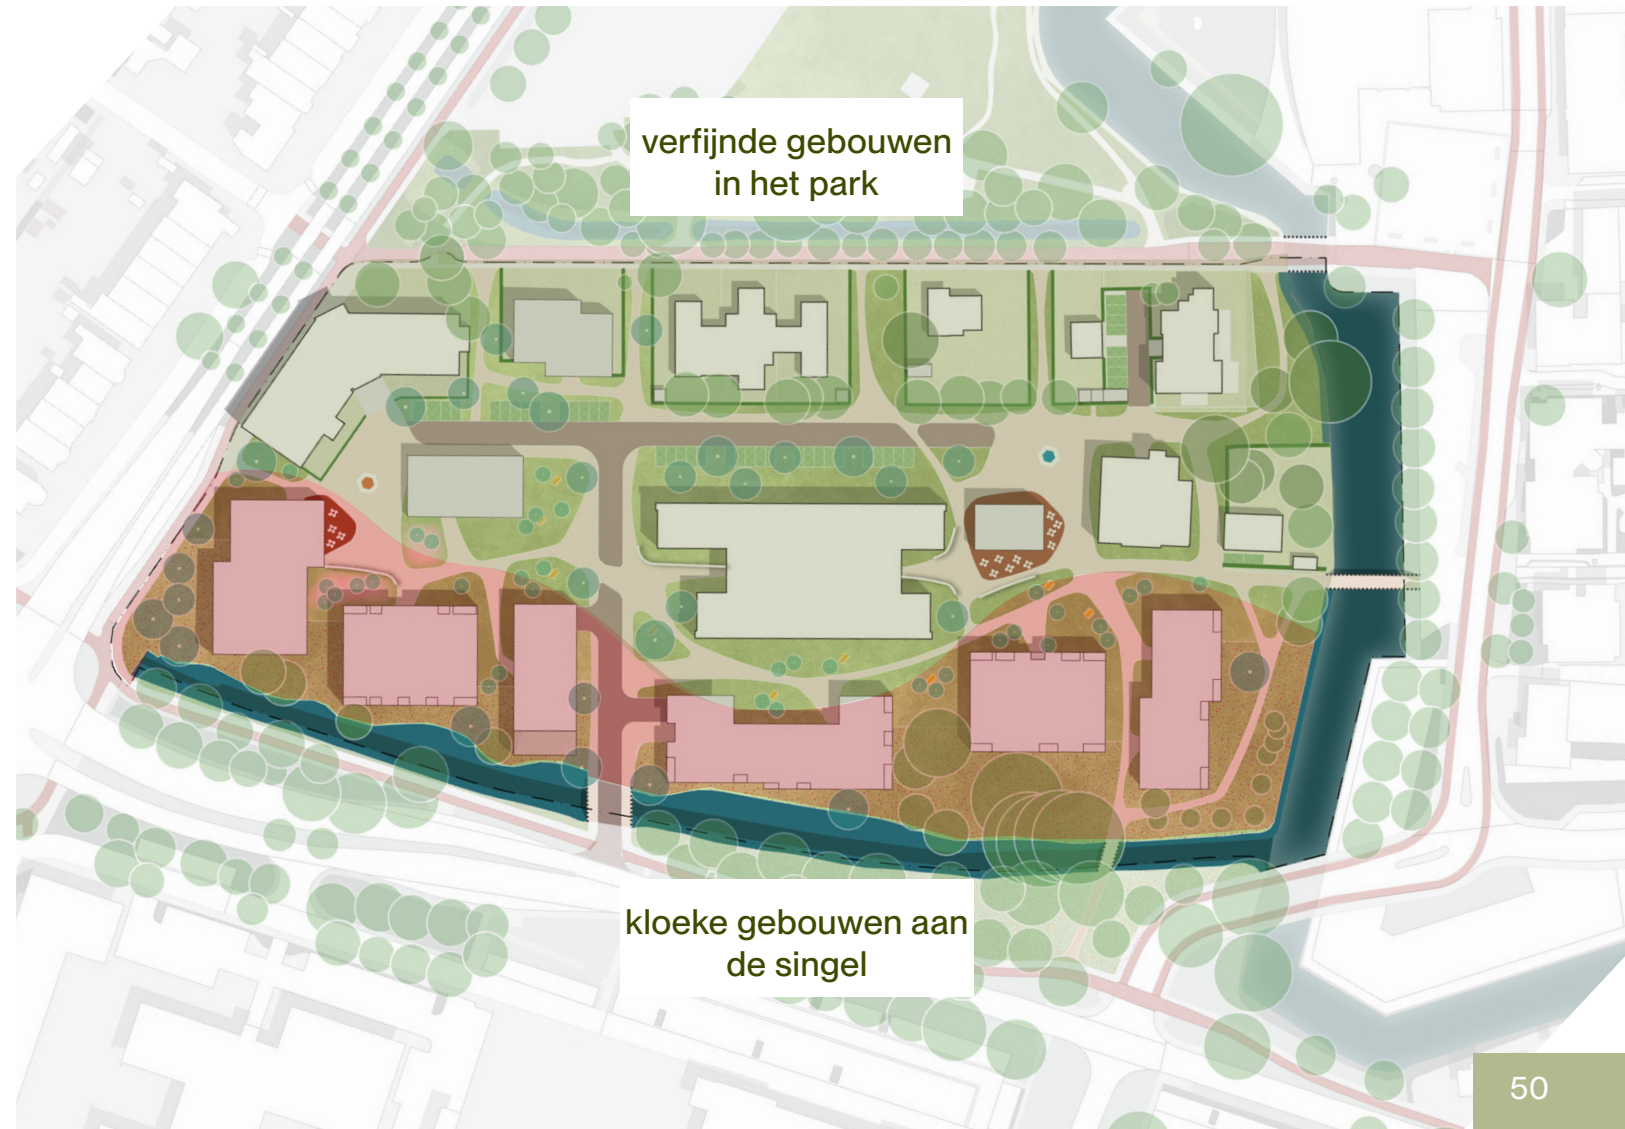 verfijnde gebouwen
in het park
kloeke gebouwen aan
de singel
50